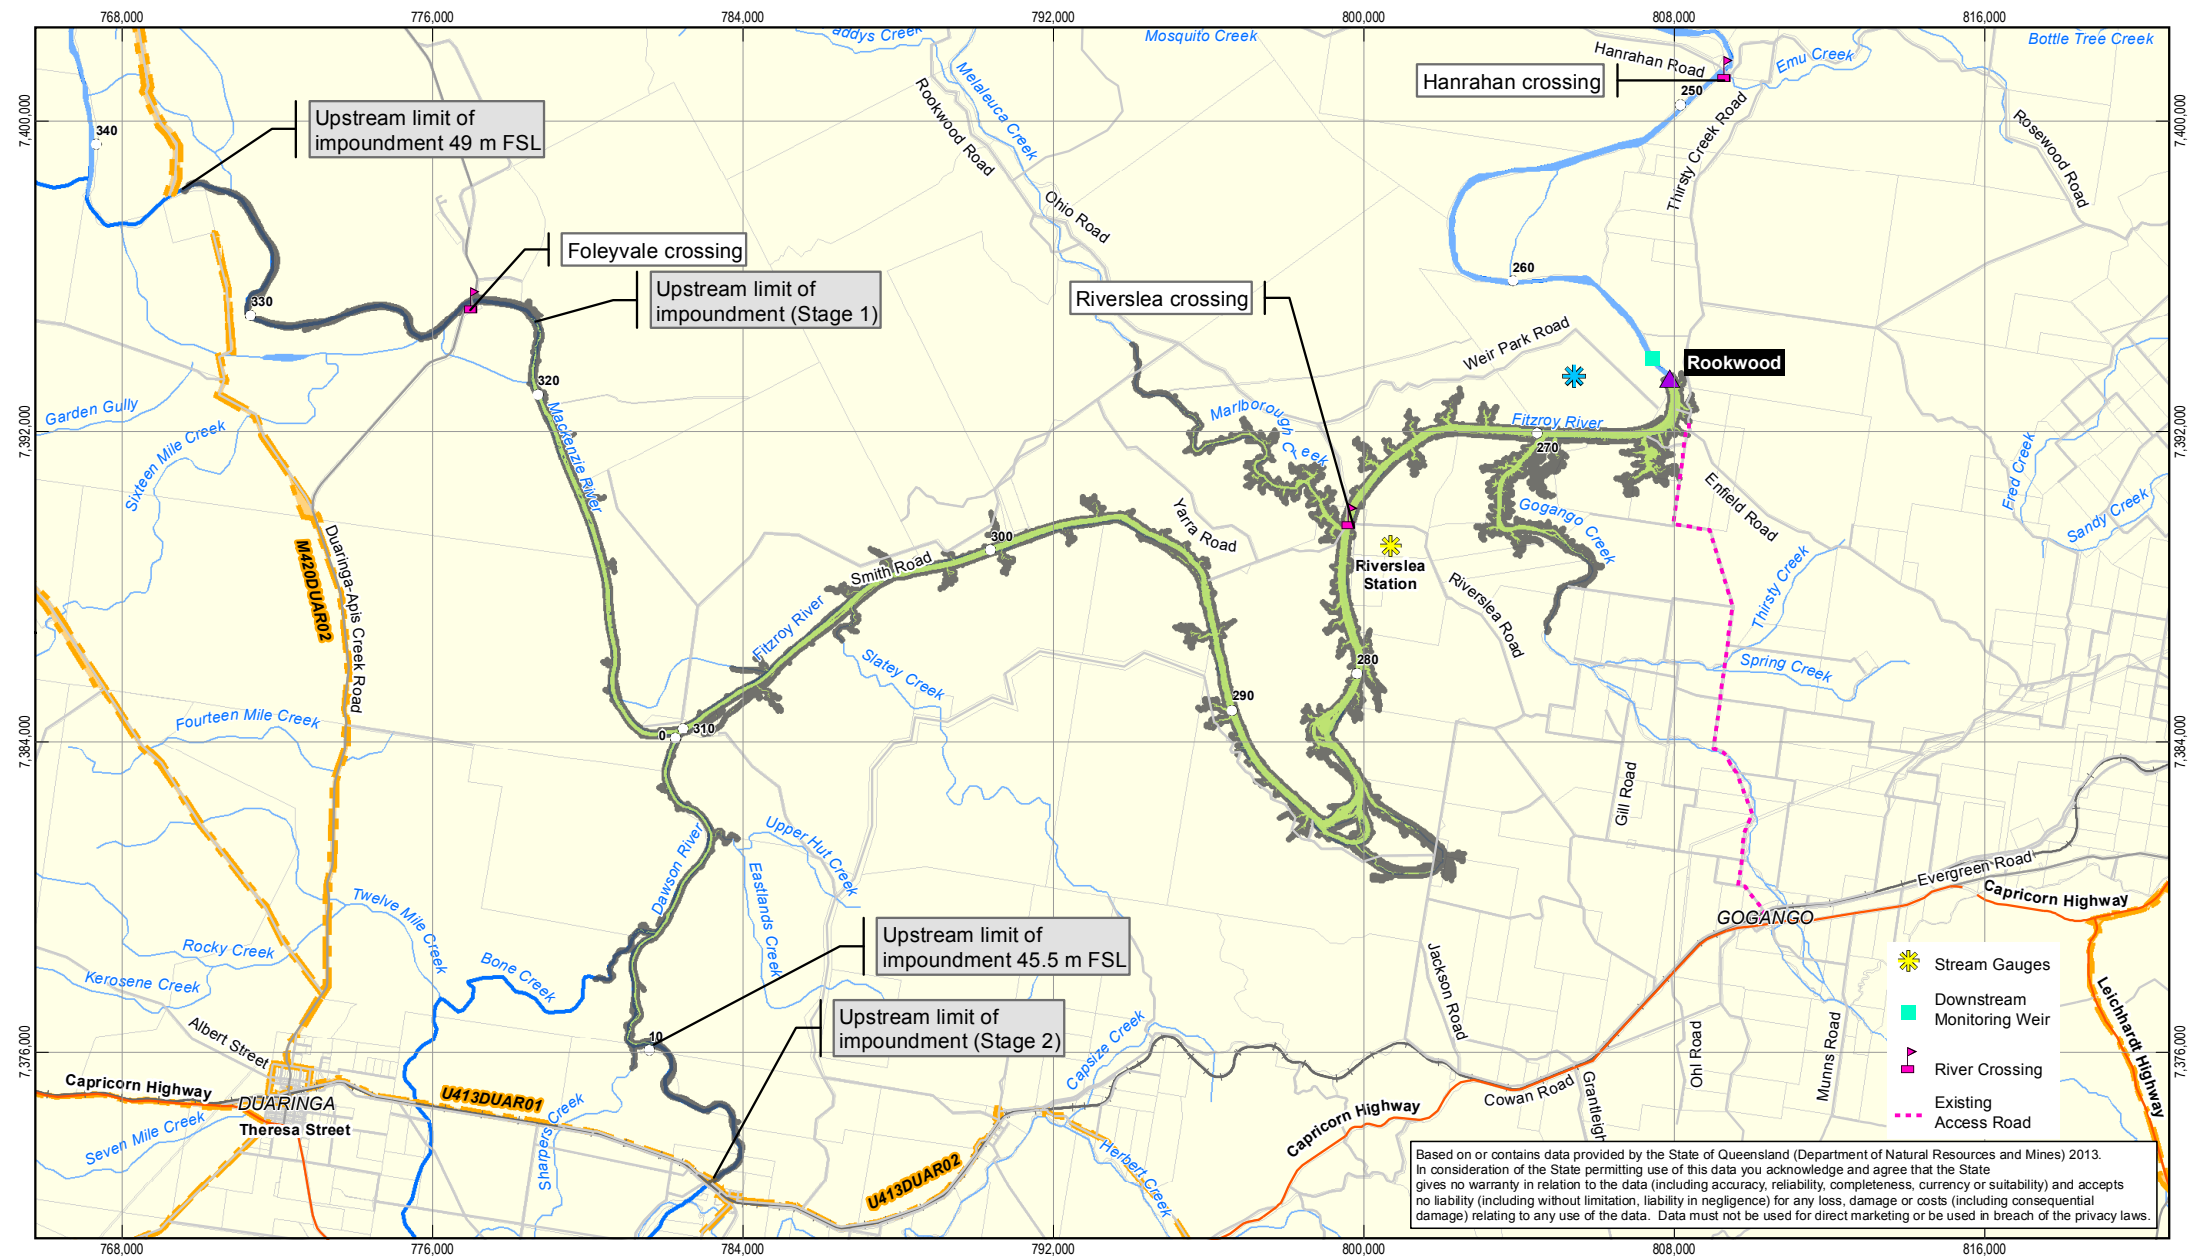 768,000
776,000
784,000
792,000
800,000
808,000
816,000
addys Creek
Mosquito Creek
Bottle Tree Creek
Hanrahan Road
Emu Creek
Hanrahan crossing
250
Melaleuca Creek
Rookwood Road
Thirsty Creek Road
Rosewood Road
7,400,000
7,400,000
340
Upstream limit of
impoundment 49 m FSL
Ohio Road
Foleyvale crossing
260
330
Upstream limit of
impoundment (Stage 1)
Riverslea crossing
Weir Park Road
Rookwood
320
Mackenzie River
Garden Gully
Sixteen Mile Creek
Marlborough
Creek
Fitzroy River
270
7,392,000
7,392,000
Fred Creek
Sandy Creek
Enfield Road
Gogango Creek
Yarra Road
300
Smith Road
M420DUAR02
Duaringa-Apis Creek Road
Riverslea
Station
Riverslea Road
Thirsty Creek
Fitzroy River
Slatey Creek
280
Spring Creek
290
Fourteen Mile Creek
0
310
7,384,000
7,384,000
Gill Road
Upper Hut Creek
Dawson River
Eastlands Creek
Evergreen Road
Capricorn Highway
GOGANGO
Twelve Mile Creek
Rocky Creek
Kerosene Creek
Bone Creek
Upstream limit of
impoundment 45.5 m FSL
Jackson Road
Stream Gauges
Leichhardt Highway
Downstream
Monitoring Weir
Upstream limit of
impoundment (Stage 2)
10
Albert Street
Capsize Creek
7,376,000
7,376,000
Ohl Road
Munns Road
River Crossing
Capricorn Highway
DUARINGA
U413DUAR01
Theresa Street
Seven Mile Creek
Sharpers Creek
Cowan Road
Grantleigh
Capricorn Highway
Existing
Access Road
Herbert Creek
U413DUAR02
Based on or contains data provided by the State of Queensland (Department of Natural Resources and Mines) 2013.
In consideration of the State permitting use of this data you acknowledge and agree that the State
gives no warranty in relation to the data (including accuracy, reliability, completeness, currency or suitability) and accepts
no liability (including without limitation, liability in negligence) for any loss, damage or costs (including consequential
damage) relating to any use of the data. Data must not be used for direct marketing or be used in breach of the privacy laws.
768,000
776,000
784,000
792,000
800,000
808,000
816,000